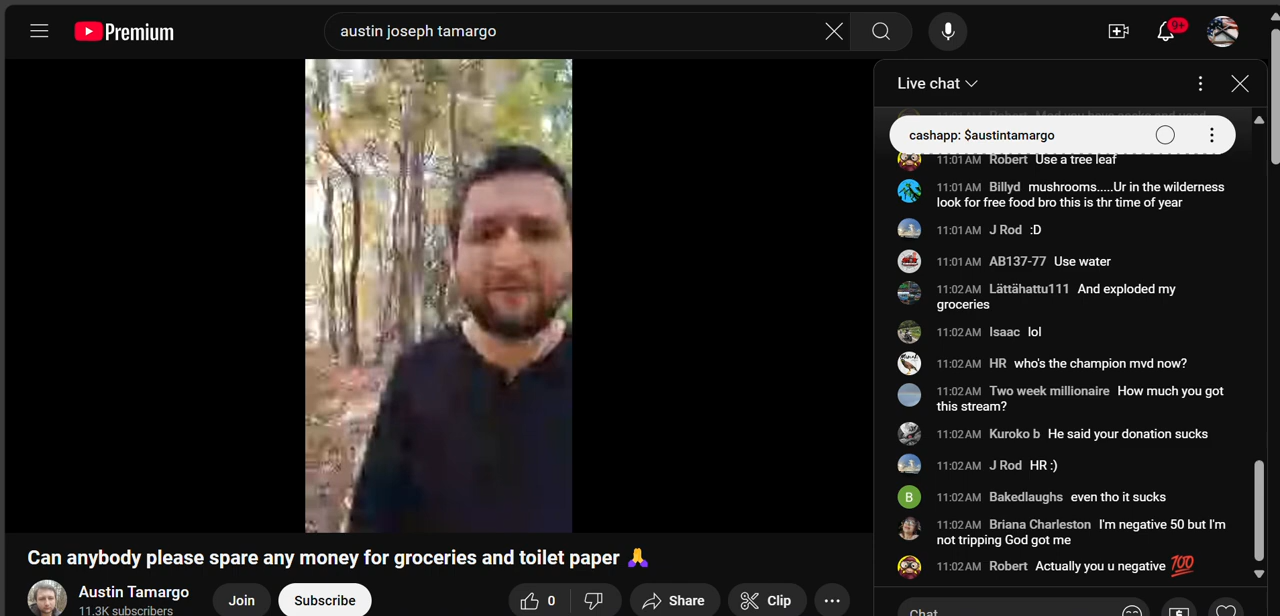 Premium
austin joseph tamargo
9+
Live chat
cashapp: $austintamargo
11:01 AM Robert Use a tree leaf
11:01 AM Billyd mushrooms.....Ur in the wilderness
look for free food bro this is thr time of year
11:01 AM J Rod :D
11:01 AM AB137-77 Use water
11:02 AM Lättähattu111 And exploded my
groceries
11:02 AM Isaac lol
11:02 AM HR who's the champion mvd now?
11:02 AM Two week millionaire How much you got
this stream?
11:02 AM Kuroko b He said your donation sucks
11:02 AM J Rod HR :)
B
11:02 AM Bakedlaughs even tho it sucks
11:02 AM Briana Charleston I'm negative 50 but I'm
not tripping God got me
11:02 AM Robert Actually you u negative 💯
Chat
Can anybody please spare any money for groceries and toilet paper 🙏
Austin Tamargo
11.3K subscribers
Join
Subscribe
0
Share
Clip